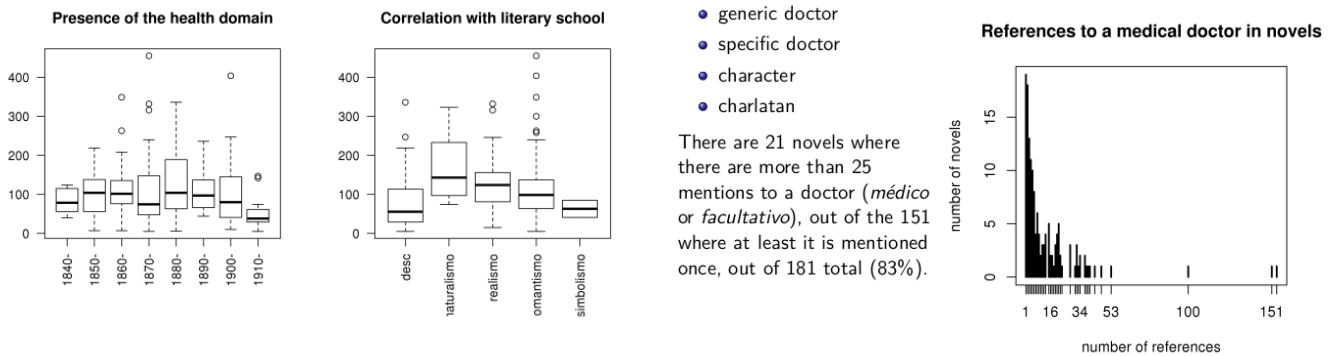 Presence of the health domain
400
300
200
100
0
1840-
1850-
1860-
1870-
1880-
1890-
1900-
1910-
Correlation with literary school
400
300
200
100
0
desc
naturalismo
realismo
omantismo
simbolismo
generic doctor
specific doctor
character
charlatan
There are 21 novels where
there are more than 25
mentions to a doctor (médico
or facultativo), out of the 151
where at least it is mentioned
once, out of 181 total (83%).
References to a medical doctor in novels
number of novels
15
10
5
0
1 16 34 53 100 151
number of references